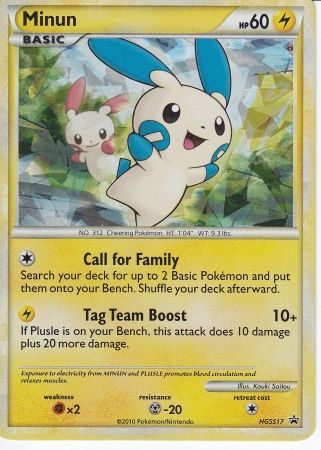 Minun
HP 60
BASIC
NO. 312 Cheering Pokémon HT: 1'04" WT: 9.3 lbs.
Call for Family
Search your deck for up to 2 Basic Pokémon and put
them onto your Bench. Shuffle your deck afterward.
Tag Team Boost 10+
If Plusle is on your Bench, this attack does 10 damage
plus 20 more damage.
Exposure to electricity from MINUN and PLUSLE promotes blood circulation and
relaxes muscles.
Illus. Kouki Saitou
weakness resistance retreat cost
×2 -20
©2010 Pokémon/Nintendo HGSS17